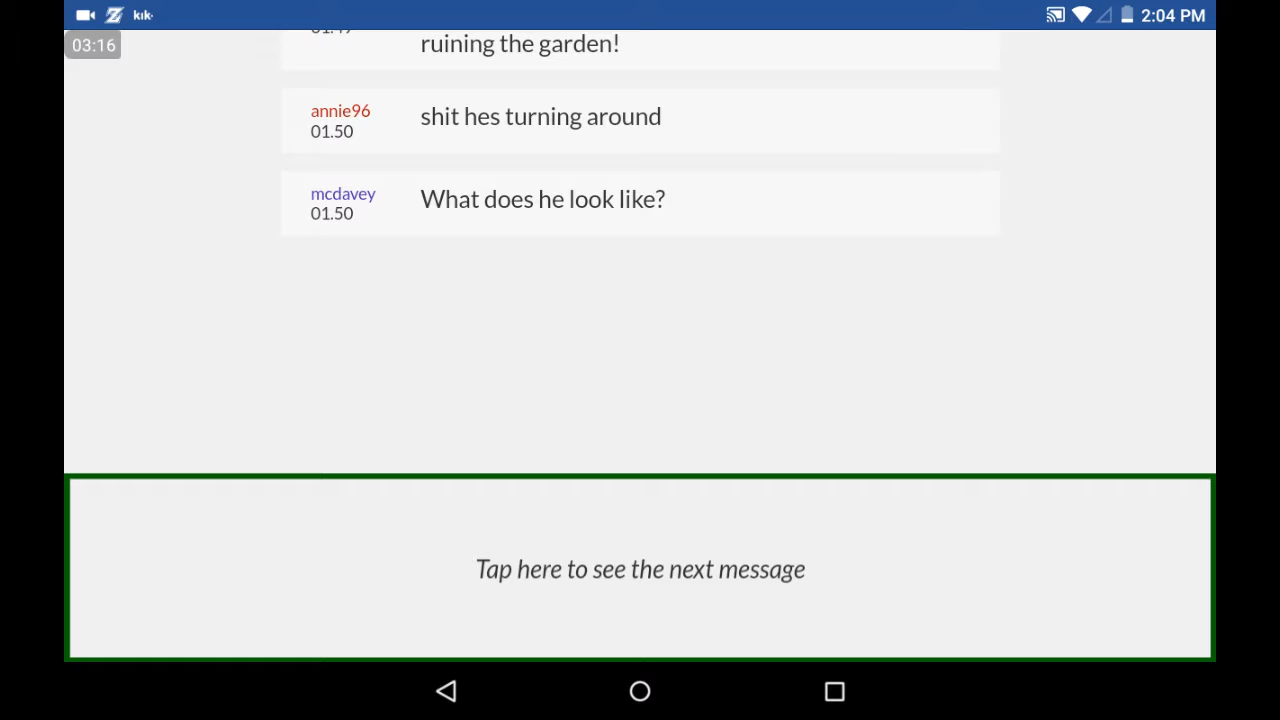 kik·
2:04 PM
03:16
ruining the garden!
annie96
01.50
shit hes turning around
mcdavey
01.50
What does he look like?
Tap here to see the next message